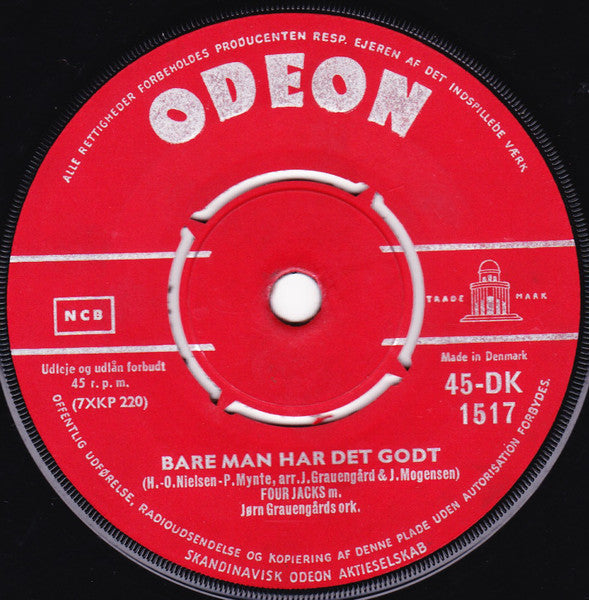 ALLE RETTIGHEDER FORBEHOLDES PRODUCENTEN RESP. EJEREN AF DET INDSPILLEDE VÆRK
ODEON
NCB
TRADE MARK
Udleje og udlån forbudt
45 r. p. m.
(7XKP 220)
Made in Denmark
45-DK
1517
BARE MAN HAR DET GODT
(H.-O. Nielsen-P. Mynte, arr. J. Grauengård & J. Mogensen)
FOUR JACKS m.
Jørn Grauengårds ork.
OFFENTLIG UDFØRELSE, RADIOUDSENDELSE OG KOPIERING AF DENNE PLADE UDEN AUTORISATION FORBYDES.
SKANDINAVISK ODEON AKTIESELSKAB